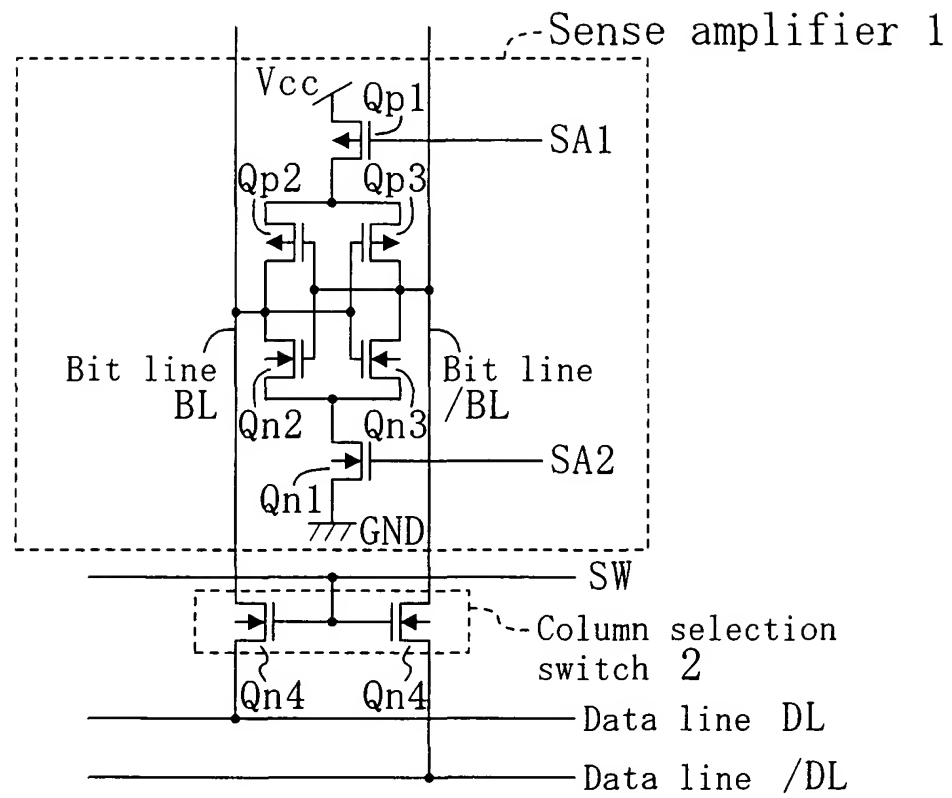 Sense amplifier 1
Vcc
Qp1
SA1
Qp2
Qp3
Bit line
BL
Bit line
/BL
Qn2
Qn3
SA2
Qn1
GND
SW
Column selection
switch 2
Qn4
Qn4
Data line DL
Data line /DL